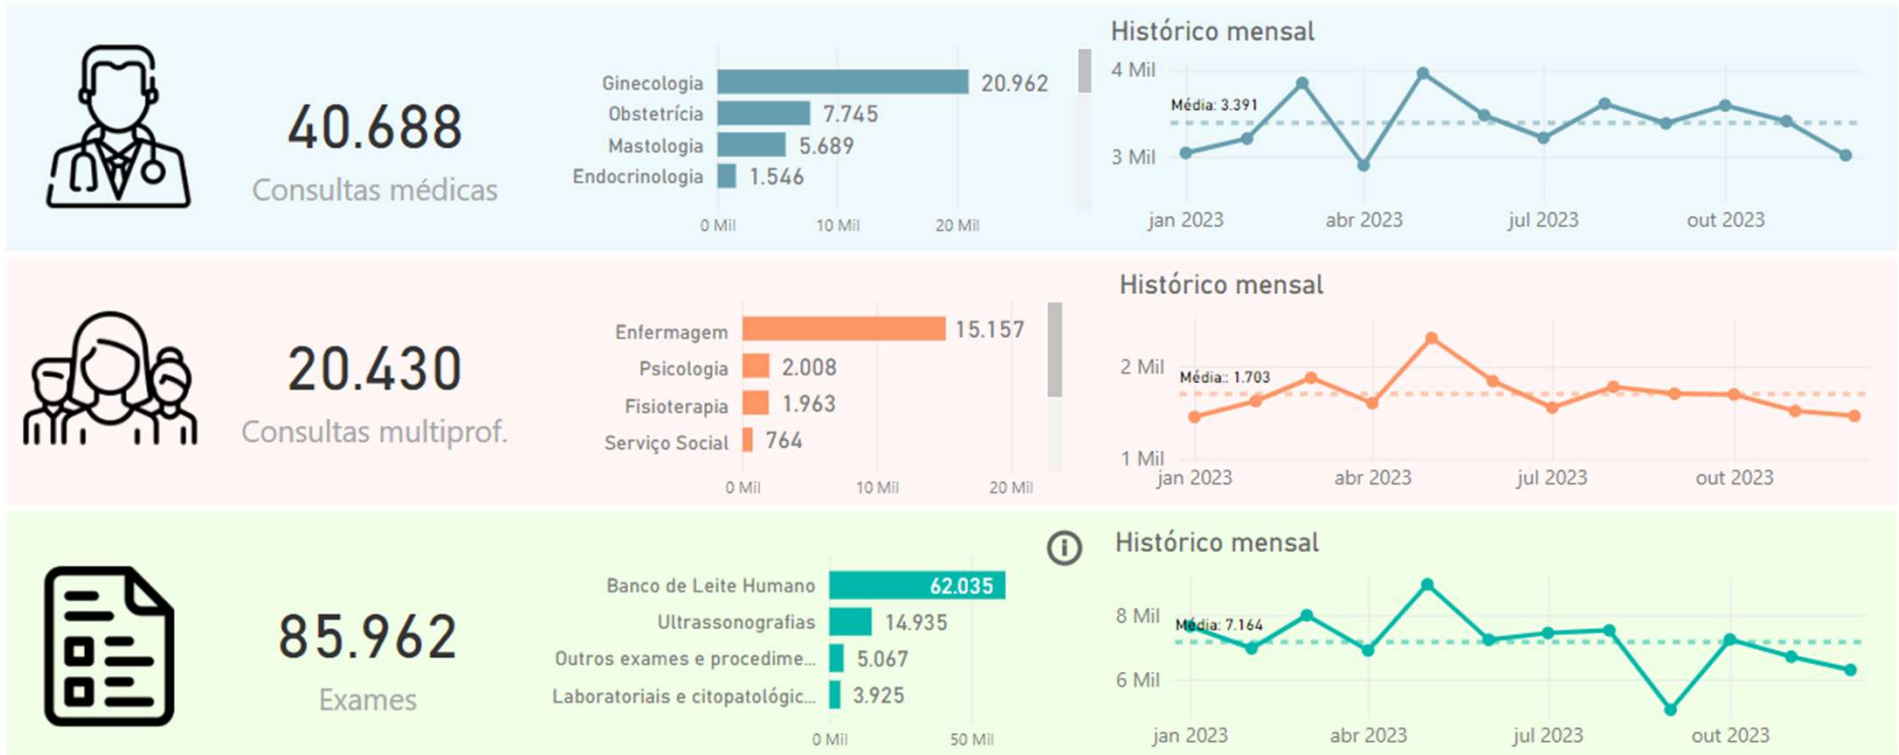 40.688
Consultas médicas
Ginecologia 20.962
Obstetrícia 7.745
Mastologia 5.689
Endocrinologia 1.546
0 Mil 10 Mil 20 Mil
Histórico mensal
4 Mil
Média: 3.391
3 Mil
jan 2023 abr 2023 jul 2023 out 2023
20.430
Consultas multiprof.
Enfermagem 15.157
Psicologia 2.008
Fisioterapia 1.963
Serviço Social 764
0 Mil 10 Mil 20 Mil
Histórico mensal
2 Mil
Média:: 1.703
1 Mil
jan 2023 abr 2023 jul 2023 out 2023
85.962
Exames
Banco de Leite Humano 62.035
Ultrassonografias 14.935
Outros exames e procedime... 5.067
Laboratoriais e citopatológic... 3.925
0 Mil 50 Mil
i
Histórico mensal
8 Mil
Média: 7.164
6 Mil
jan 2023 abr 2023 jul 2023 out 2023